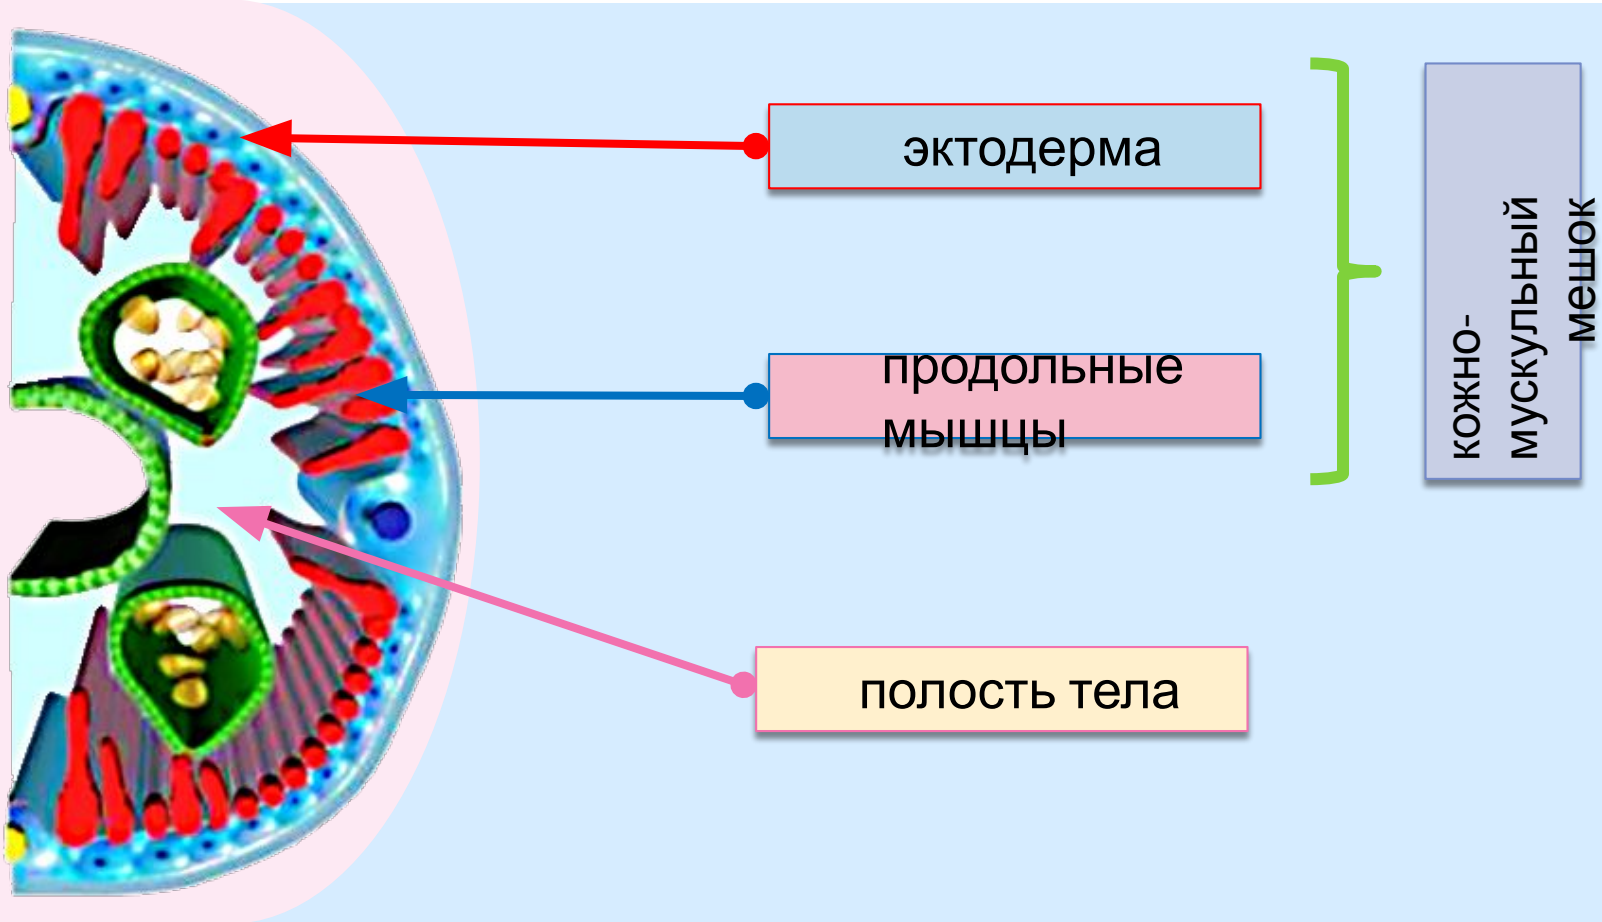 эктодерма
продольные
мышцы
полость тела
кожно-
мускульный
мешок